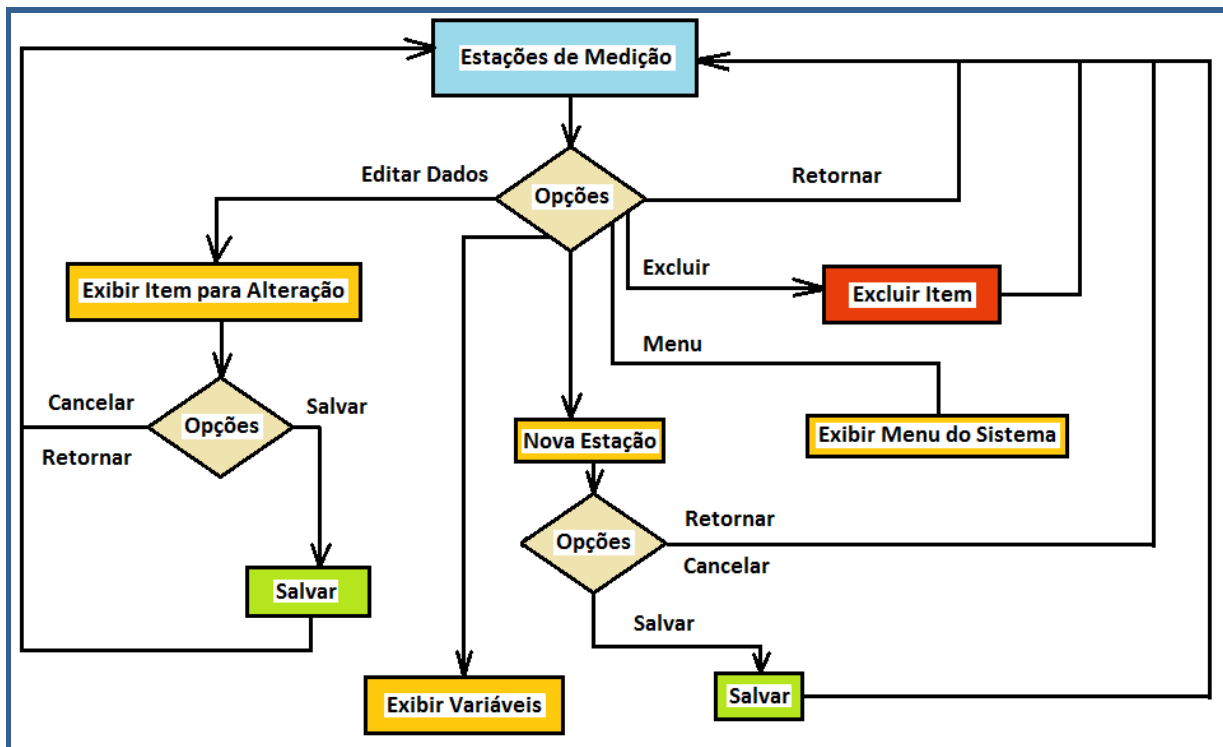 Estações de Medição
Editar Dados
Opções
Retornar
Excluir
Excluir Item
Exibir Item para Alteração
Menu
Cancelar
Opções
Salvar
Retornar
Nova Estação
Exibir Menu do Sistema
Retornar
Opções
Cancelar
Salvar
Salvar
Exibir Variáveis
Salvar